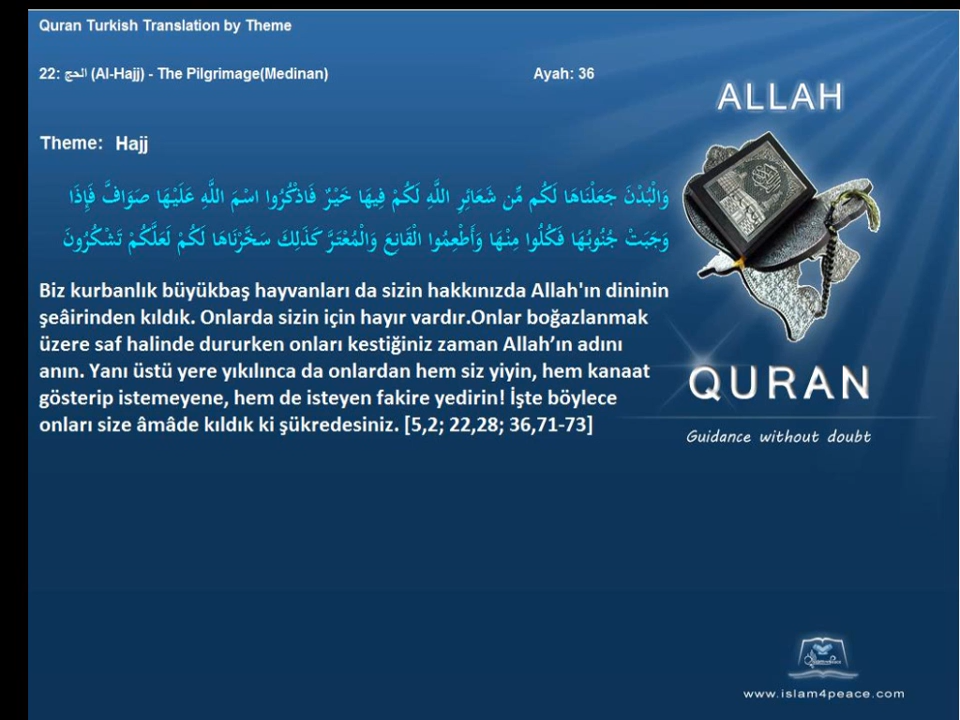 Quran Turkish Translation by Theme
22: الحج (Al-Hajj) - The Pilgrimage(Medinan) Ayah: 36
ALLAH
Theme: Hajj
وَالْبُدْنَ جَعَلْنَاهَا لَكُم مِّن شَعَائِرِ اللَّهِ لَكُمْ فِيهَا خَيْرٌ فَاذْكُرُوا اسْمَ اللَّهِ عَلَيْهَا صَوَافَّ فَإِذَا
وَجَبَتْ جُنُوبُهَا فَكُلُوا مِنْهَا وَأَطْعِمُوا الْقَانِعَ وَالْمُعْتَرَّ كَذَلِكَ سَخَّرْنَاهَا لَكُمْ لَعَلَّكُمْ تَشْكُرُونَ
Biz kurbanlık büyükbaş hayvanları da sizin hakkınızda Allah'ın dininin
şeâirinden kıldık. Onlarda sizin için hayır vardır.Onlar boğazlanmak
üzere saf halinde dururken onları kestiğiniz zaman Allah’ın adını
anın. Yanı üstü yere yıkılınca da onlardan hem siz yiyin, hem kanaat
gösterip istemeyene, hem de isteyen fakire yedirin! İşte böylece
onları size âmâde kıldık ki şükredesiniz. [5,2; 22,28; 36,71-73]
QURAN
Guidance without doubt
www.islam4peace.com